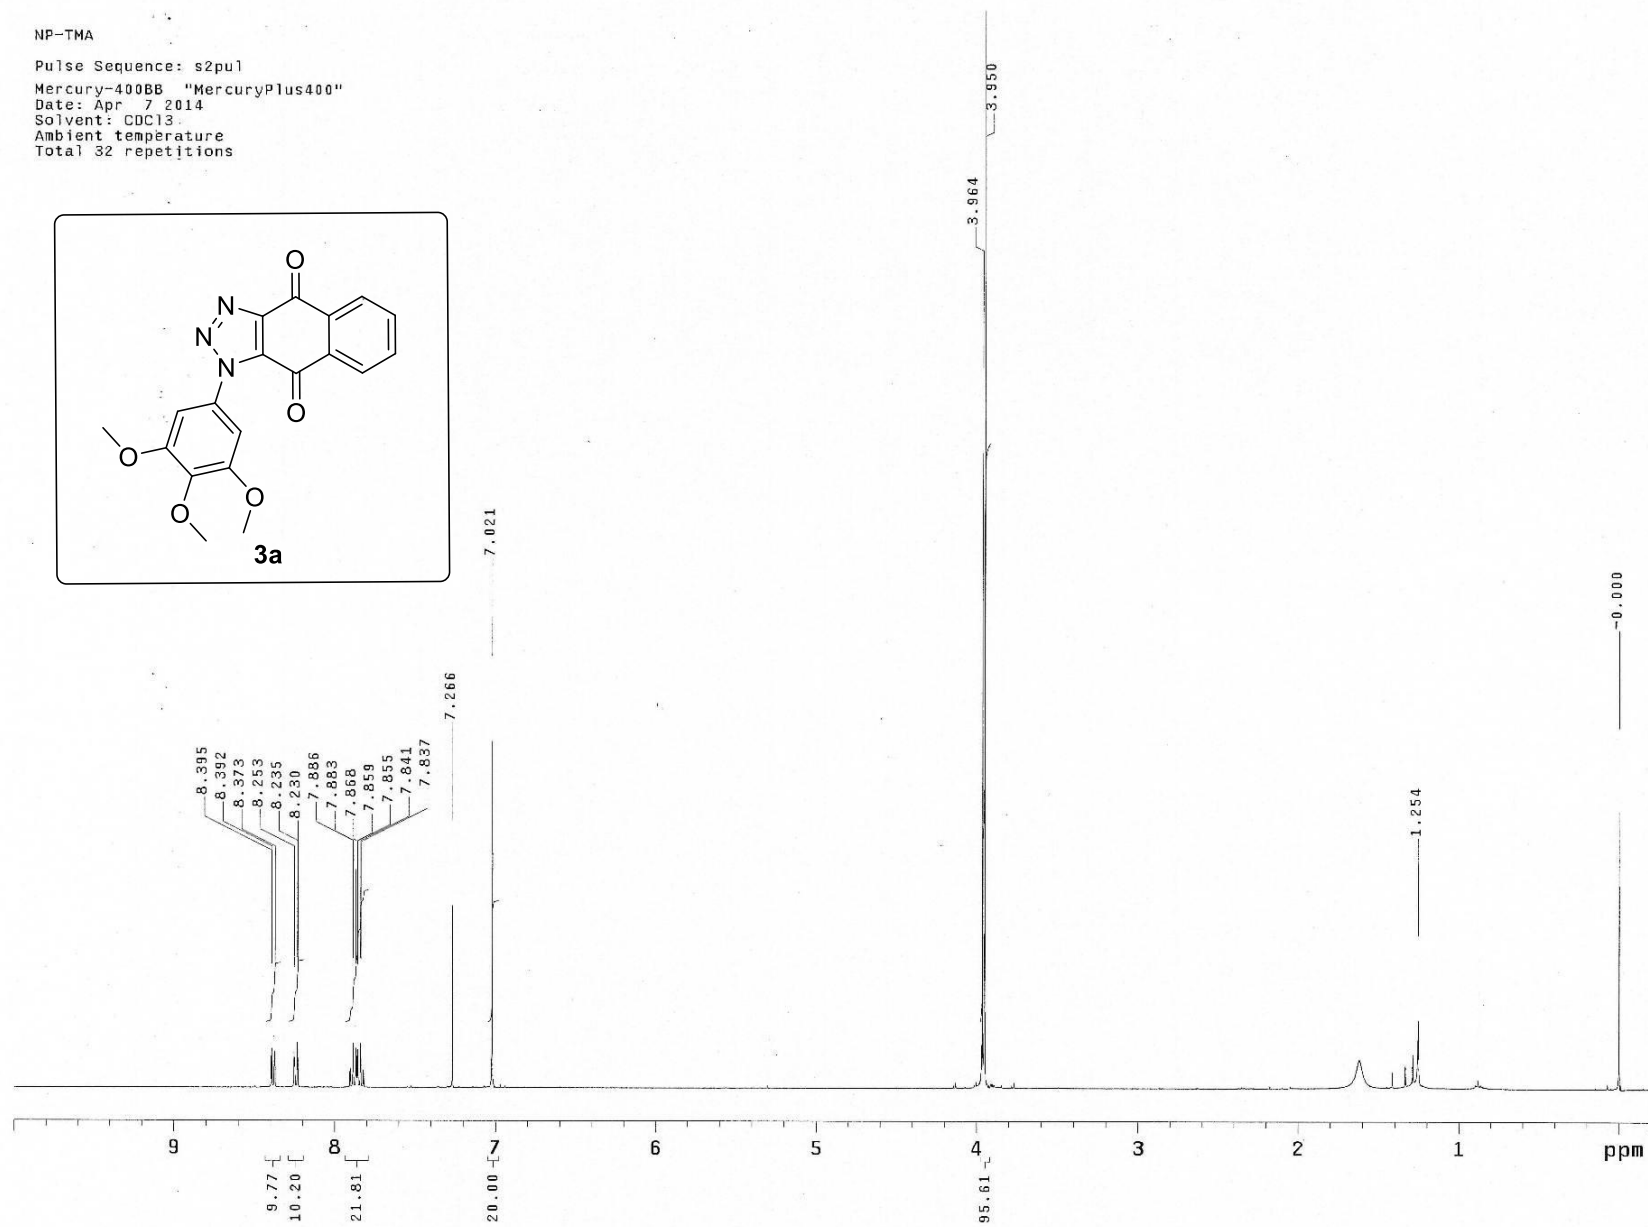 NP-TMA
Pulse Sequence: s2pul
Mercury-400BB "MercuryPlus400"
Date: Apr 7 2014
Solvent: CDCl3
Ambient temperature
Total 32 repetitions
O
N
N
N
O
O
O
O
3a
8.395
8.392
8.373
8.253
8.235
8.230
7.886
7.883
7.868
7.859
7.855
7.841
7.837
7.266
7.021
3.964
3.950
1.254
-0.000
9 8 7 6 5 4 3 2 1 ppm
9.77
10.20
21.81
20.00
95.61